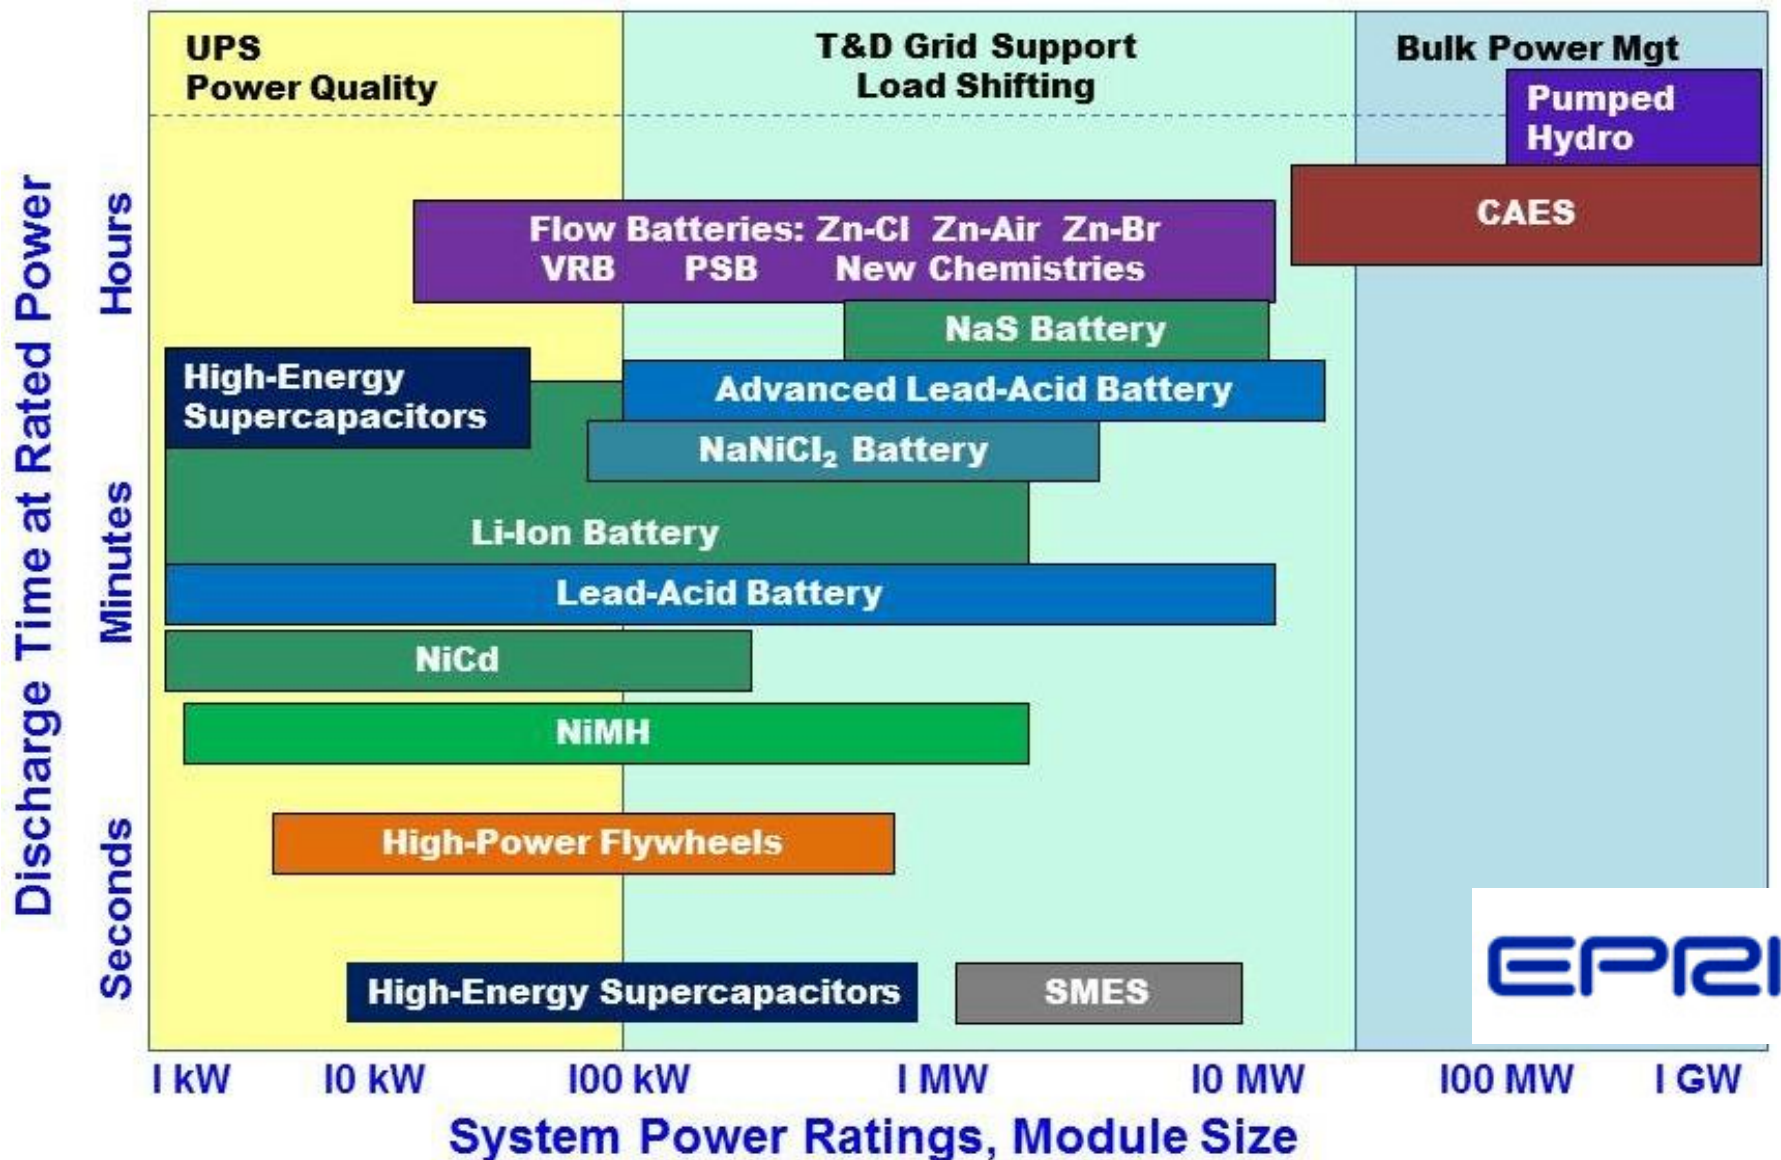 UPS
Power Quality
T&D Grid Support
Load Shifting
Bulk Power Mgt
Pumped
Hydro
CAES
Flow Batteries: Zn-Cl Zn-Air Zn-Br
VRB PSB New Chemistries
NaS Battery
High-Energy
Supercapacitors
Advanced Lead-Acid Battery
NaNiCl₂ Battery
Li-Ion Battery
Lead-Acid Battery
NiCd
NiMH
High-Power Flywheels
High-Energy Supercapacitors
SMES
EPRI
Discharge Time at Rated Power
Hours
Minutes
Seconds
1 kW 10 kW 100 kW 1 MW 10 MW 100 MW 1 GW
System Power Ratings, Module Size